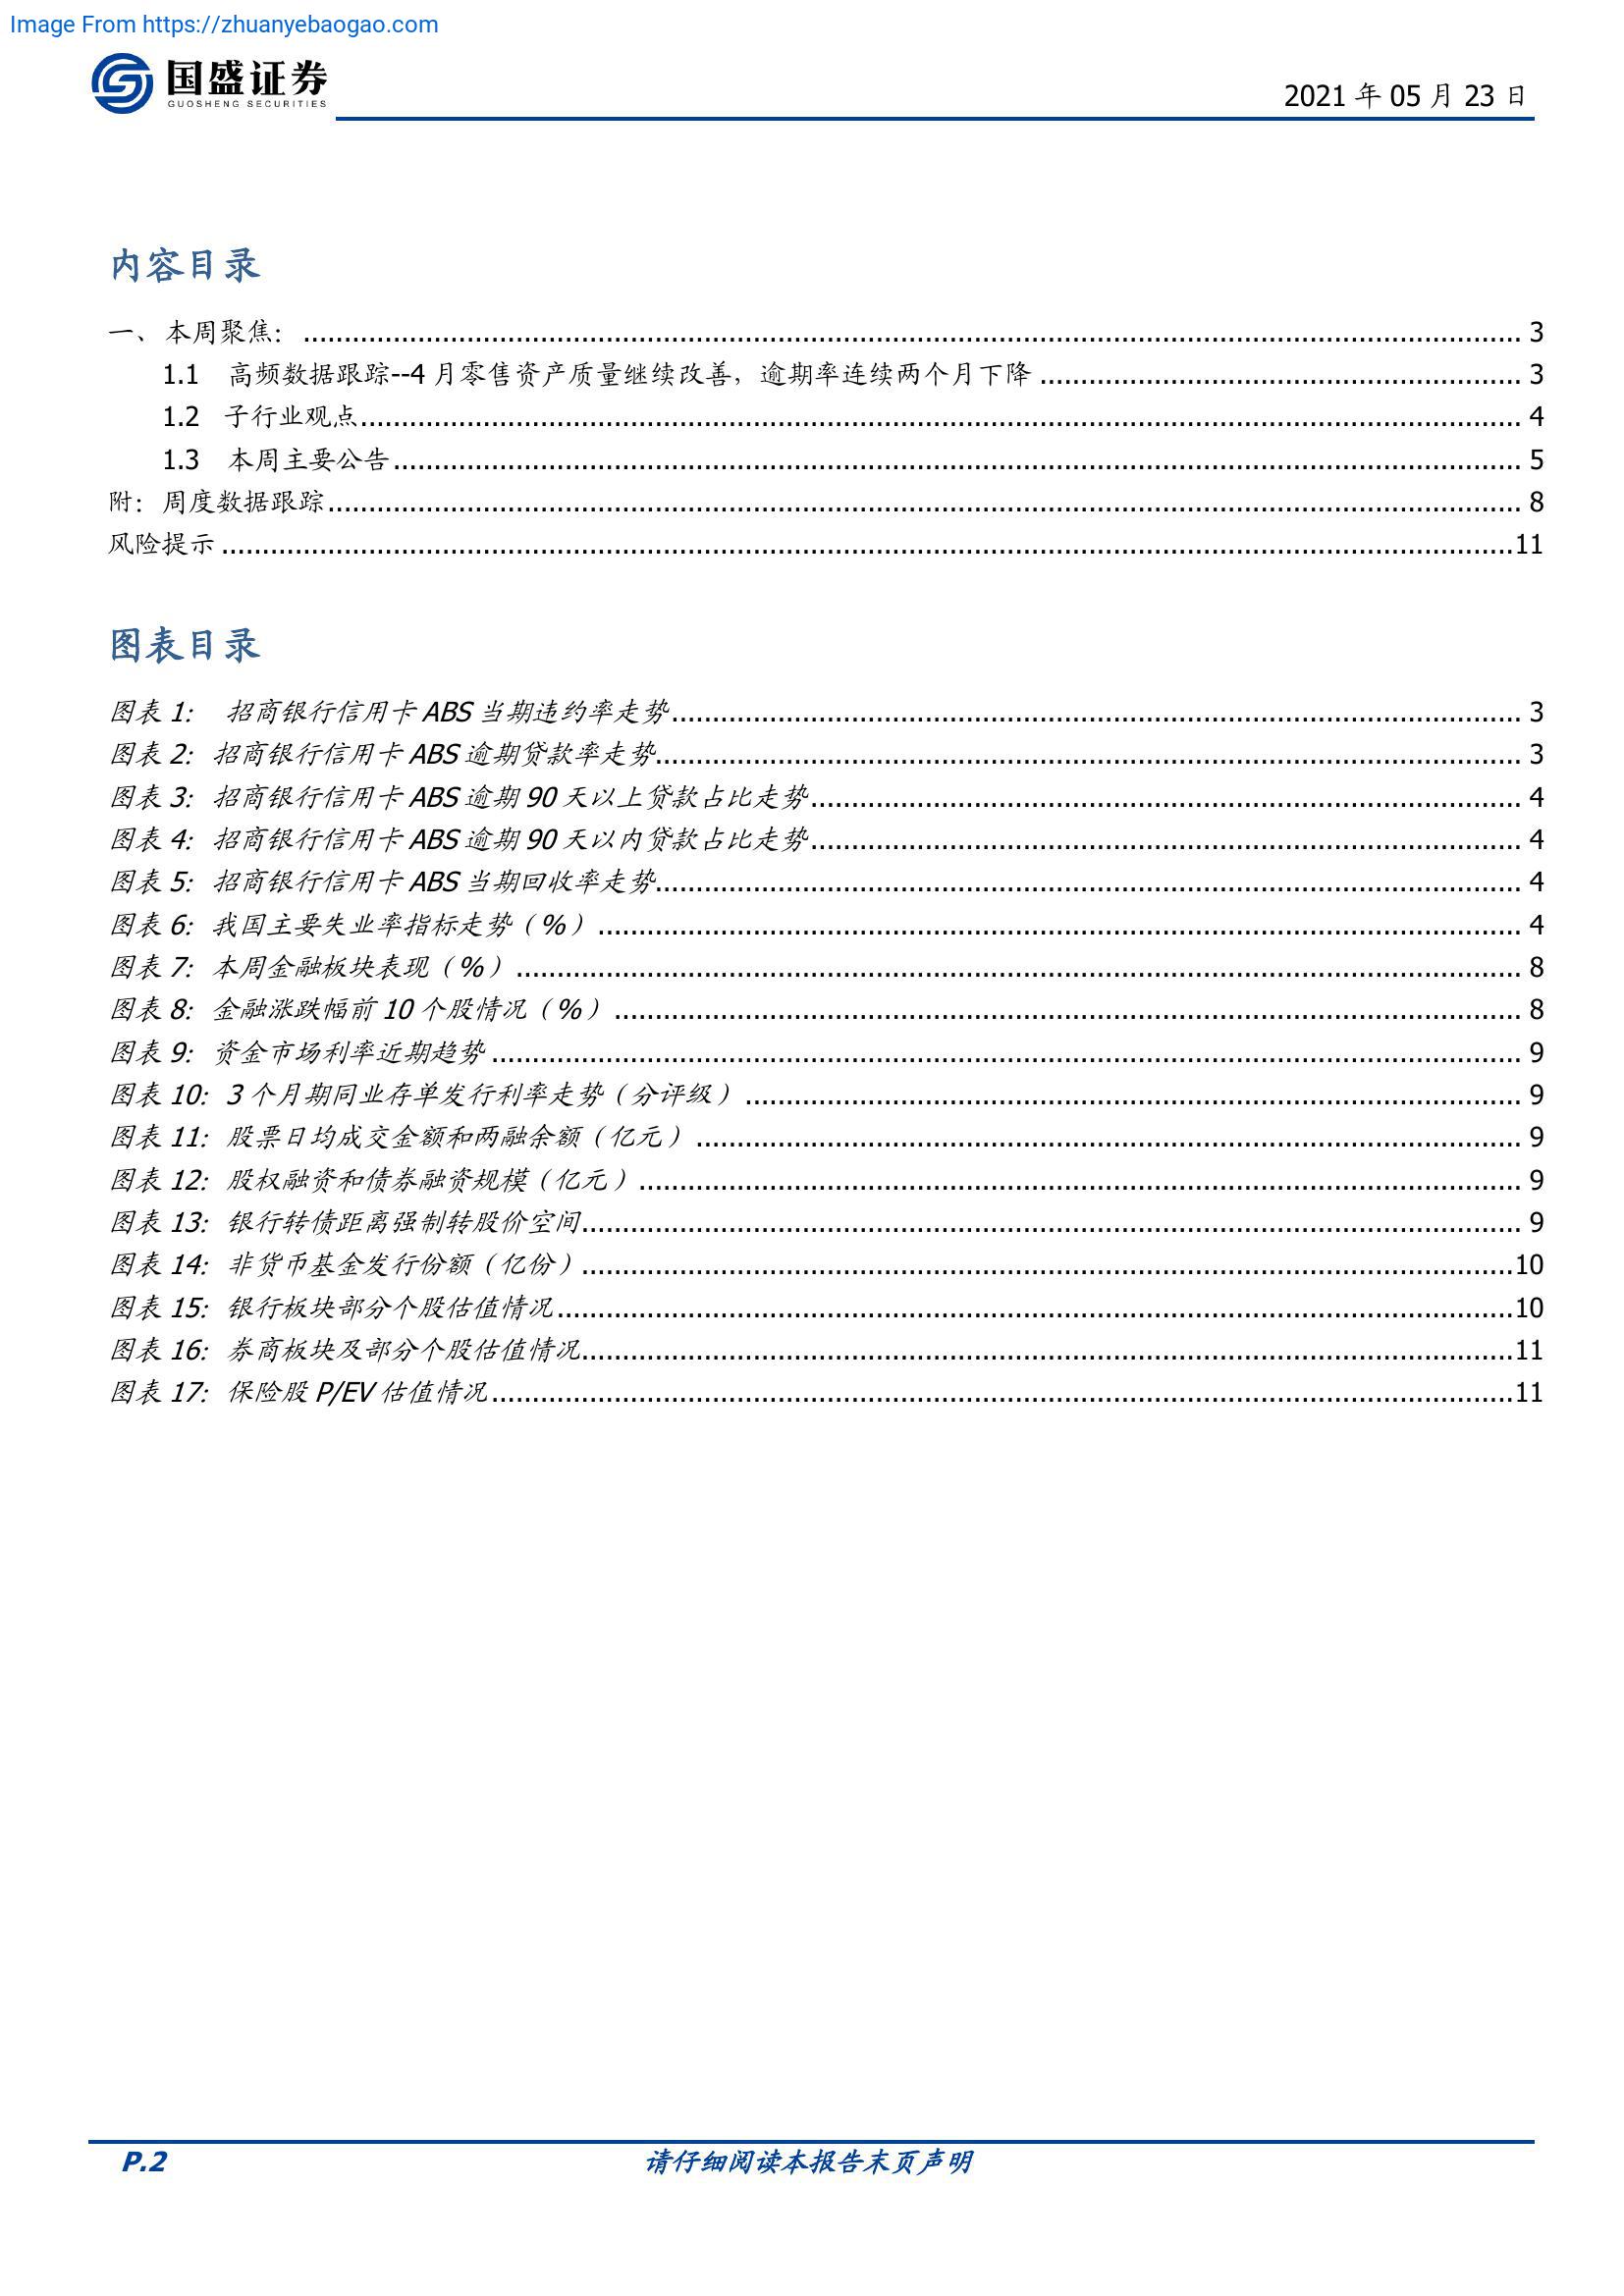 Image From https://zhuanyebaogao.com
国盛证券
GUOSHENG SECURITIES
2021 年 05 月 23 日
内容目录
一、 本周聚焦： 3
1.1 高频数据跟踪--4 月零售资产质量继续改善，逾期率连续两个月下降 3
1.2 子行业观点 4
1.3 本周主要公告 5
附：周度数据跟踪 8
风险提示 11
图表目录
图表 1: 招商银行信用卡 ABS 当期违约率走势 3
图表 2: 招商银行信用卡 ABS 逾期贷款率走势 3
图表 3: 招商银行信用卡 ABS 逾期 90 天以上贷款占比走势 4
图表 4: 招商银行信用卡 ABS 逾期 90 天以内贷款占比走势 4
图表 5: 招商银行信用卡 ABS 当期回收率走势 4
图表 6: 我国主要失业率指标走势（%） 4
图表 7: 本周金融板块表现（%） 8
图表 8: 金融涨跌幅前 10 个股情况（%） 8
图表 9: 资金市场利率近期趋势 9
图表 10: 3 个月期同业存单发行利率走势（分评级） 9
图表 11: 股票日均成交金额和两融余额（亿元） 9
图表 12: 股权融资和债券融资规模（亿元） 9
图表 13: 银行转债距离强制转股价空间 9
图表 14: 非货币基金发行份额（亿份） 10
图表 15: 银行板块部分个股估值情况 10
图表 16: 券商板块及部分个股估值情况 11
图表 17: 保险股 P/EV 估值情况 11
P.2
请仔细阅读本报告末页声明